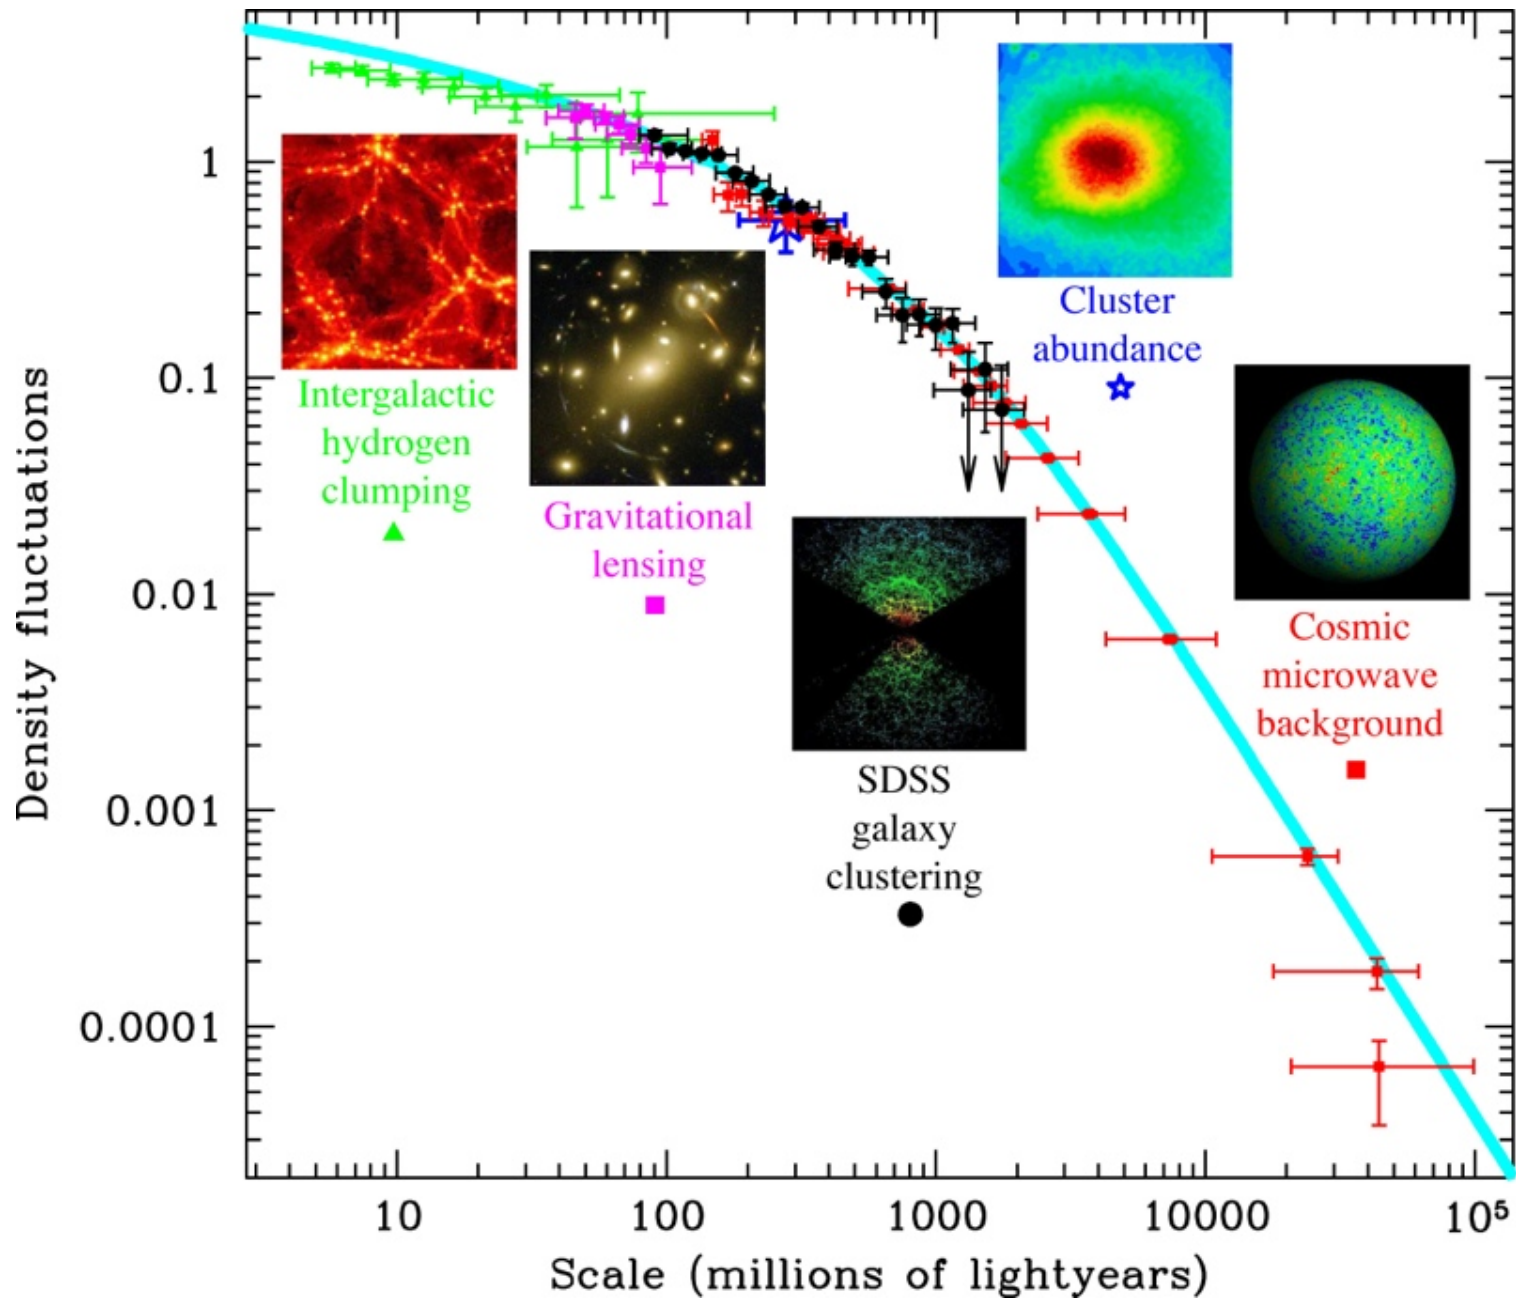 Density fluctuations
1
0.1
0.01
0.001
0.0001
Intergalactic
hydrogen
clumping
Gravitational
lensing
SDSS
galaxy
clustering
Cluster
abundance
Cosmic
microwave
background
10
100
1000
10000
10⁵
Scale (millions of lightyears)